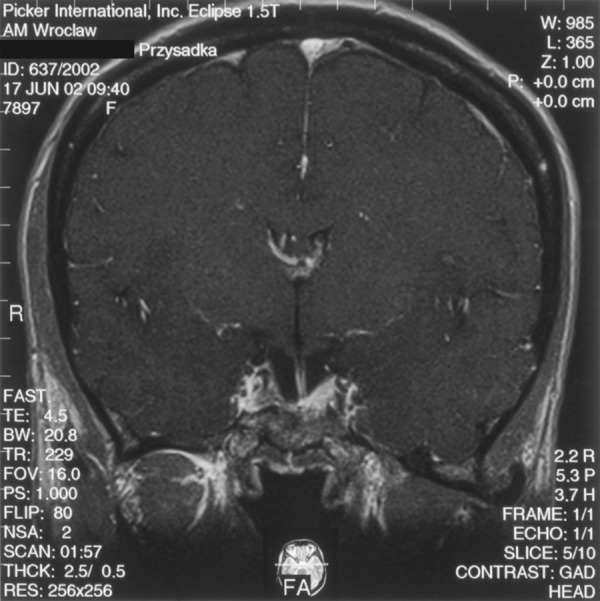 Picker International, Inc. Eclipse 1.5T
AM Wroclaw
Przysadka
ID: 637/2002
17 JUN 02 09:40
7897 F
W: 985
L: 365
Z: 1.00
P: +0.0 cm
+0.0 cm
R
FAST
TE: 4.5
BW: 20.8
TR: 229
FOV: 16.0
PS: 1.000
FLIP: 80
NSA: 2
SCAN: 01:57
THCK: 2.5/ 0.5
RES: 256x256
FA
2.2 R
5.3 P
3.7 H
FRAME: 1/1
ECHO: 1/1
SLICE: 5/10
CONTRAST: GAD
HEAD